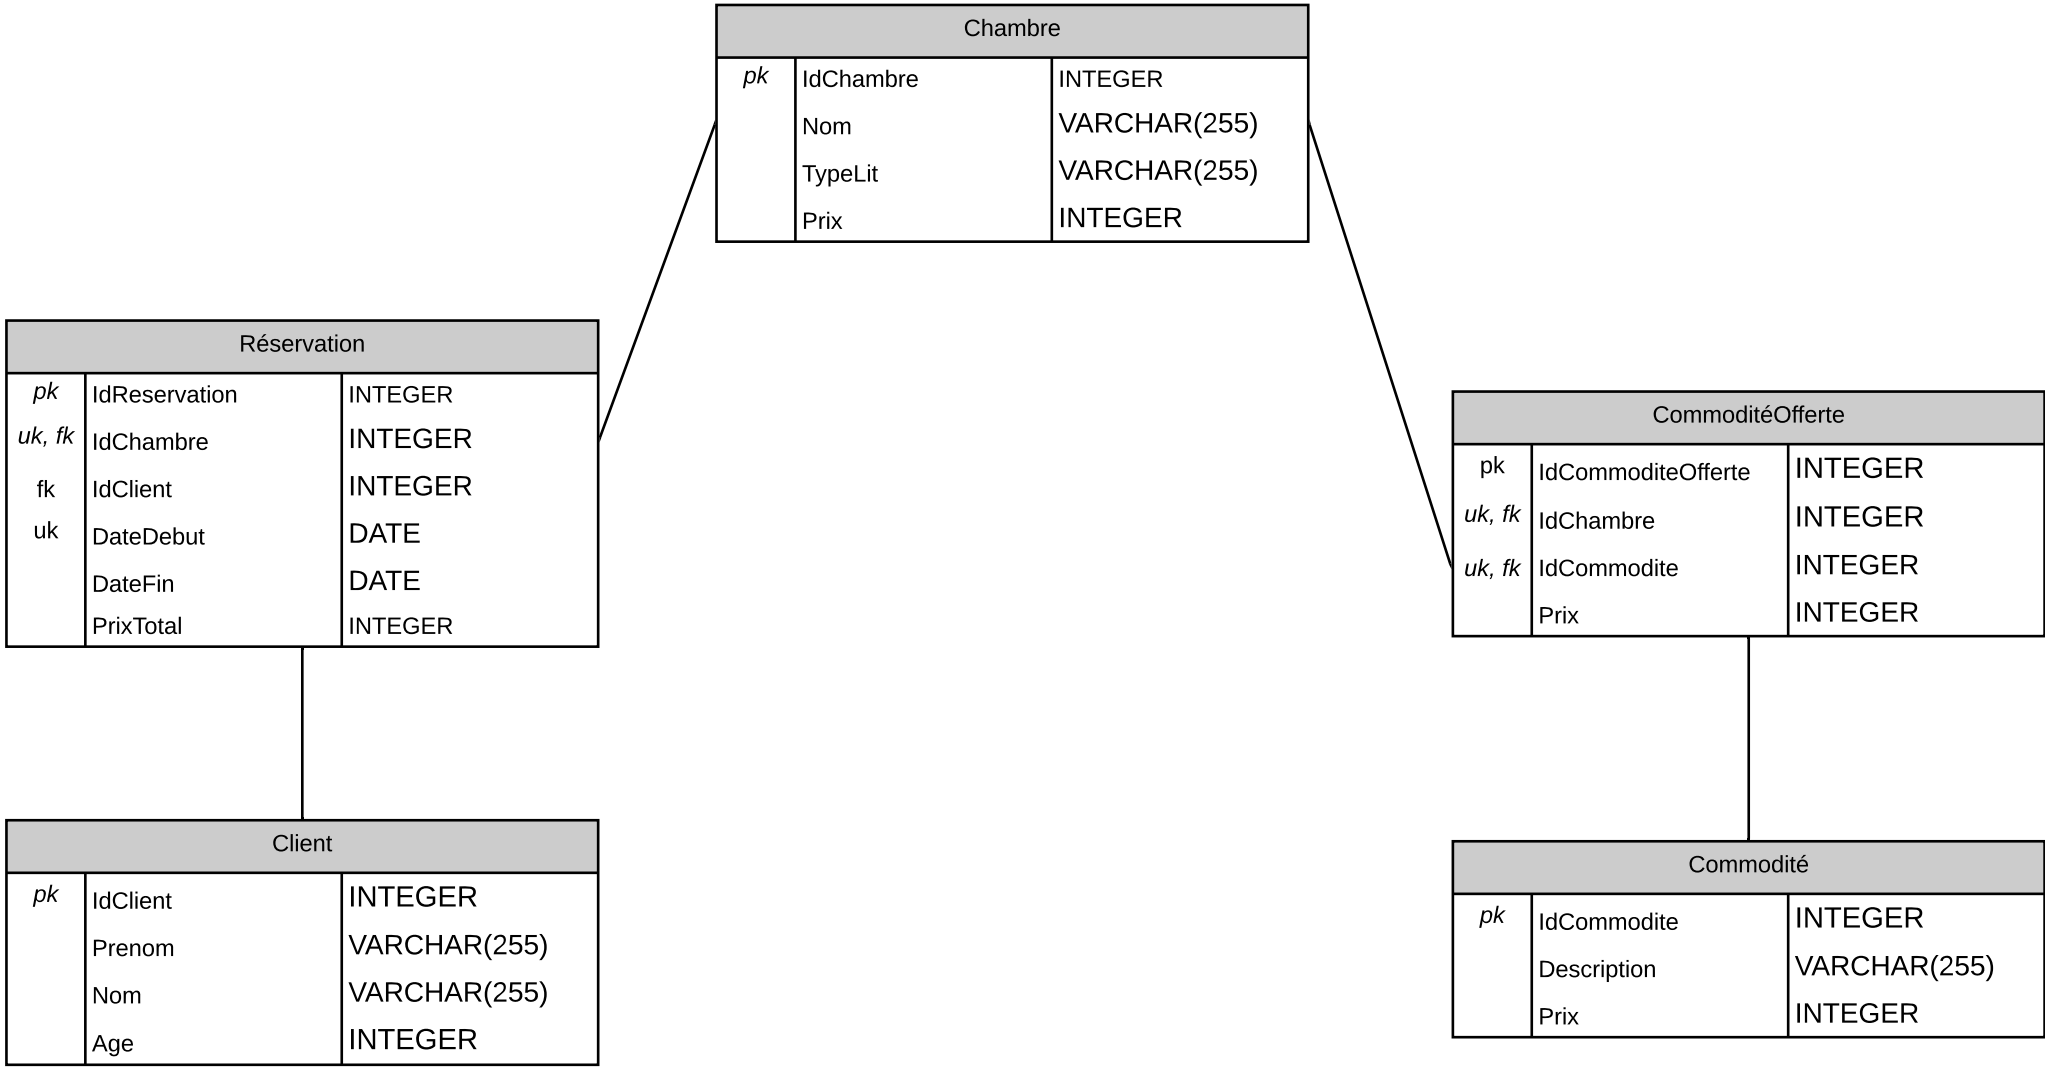 Chambre
pk IdChambre INTEGER
Nom VARCHAR(255)
TypeLit VARCHAR(255)
Prix INTEGER
Réservation
pk IdReservation INTEGER
uk, fk IdChambre INTEGER
fk IdClient INTEGER
uk DateDebut DATE
DateFin DATE
PrixTotal INTEGER
CommoditéOfferte
pk IdCommoditeOfferte INTEGER
uk, fk IdChambre INTEGER
uk, fk IdCommodite INTEGER
Prix INTEGER
Client
pk IdClient INTEGER
Prenom VARCHAR(255)
Nom VARCHAR(255)
Age INTEGER
Commodité
pk IdCommodite INTEGER
Description VARCHAR(255)
Prix INTEGER